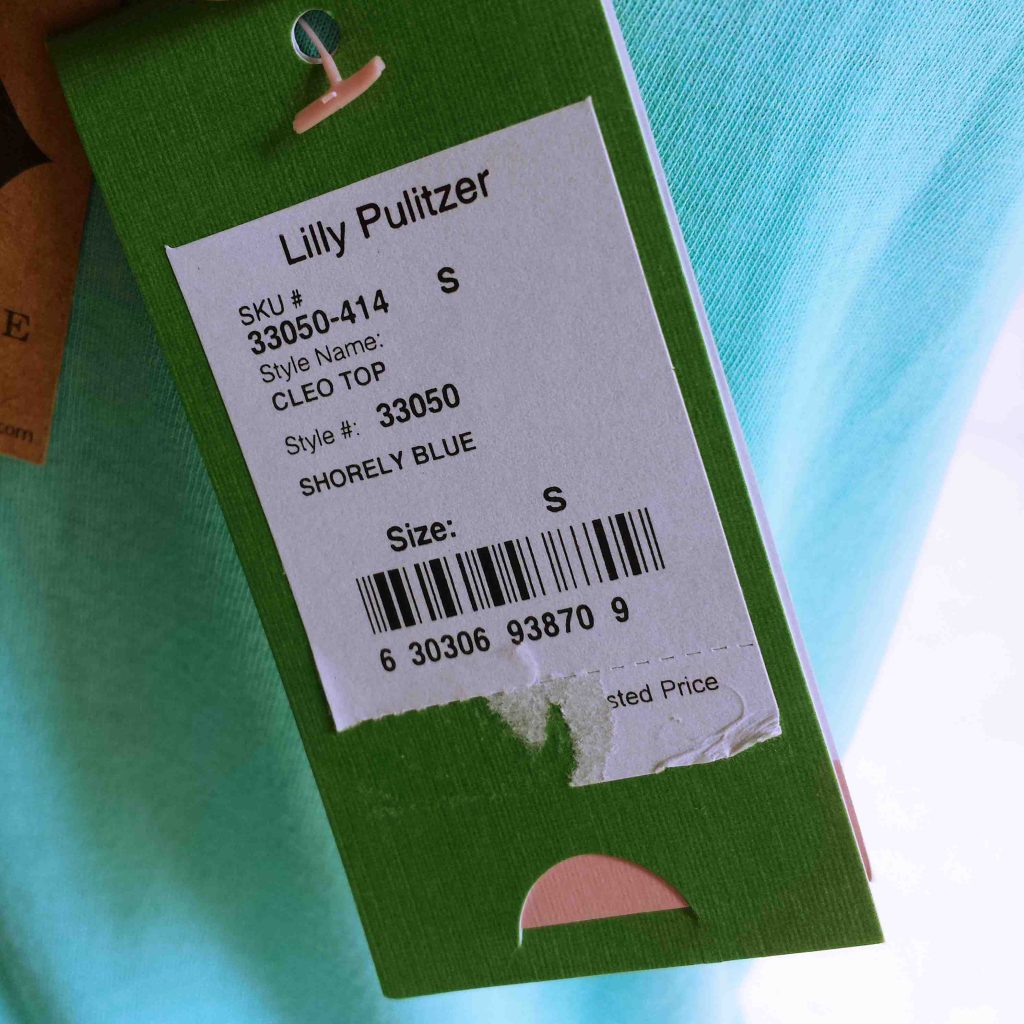 Lilly Pulitzer
SKU # S
33050-414
Style Name:
CLEO TOP
Style #: 33050
SHORELY BLUE
Size: S
6 30306 93870 9
sted Price
E
com